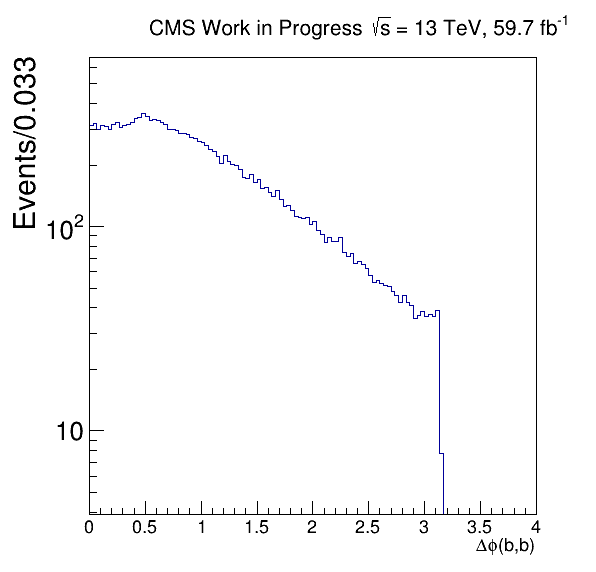 CMS Work in Progress √s = 13 TeV, 59.7 fb⁻¹
Events/0.033
10²
10
0 0.5 1 1.5 2 2.5 3 3.5 4
Δϕ(b,b)